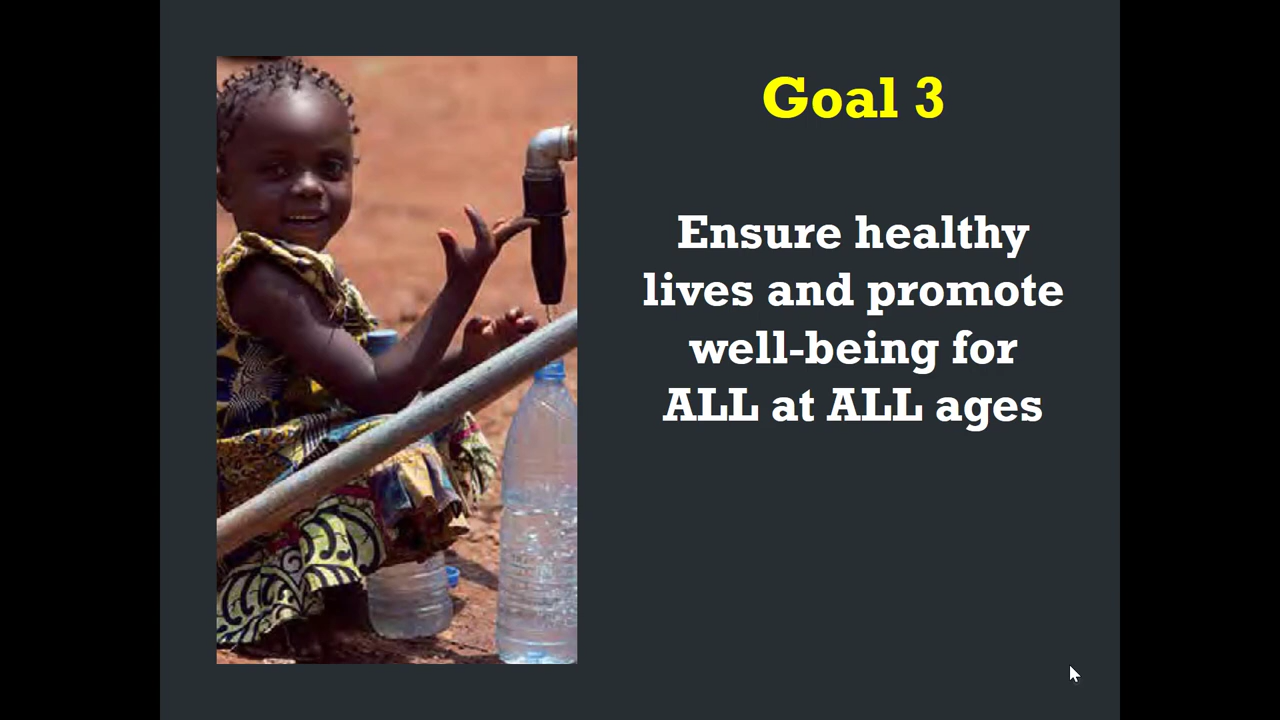 Goal 3
Ensure healthy
lives and promote
well-being for
ALL at ALL ages